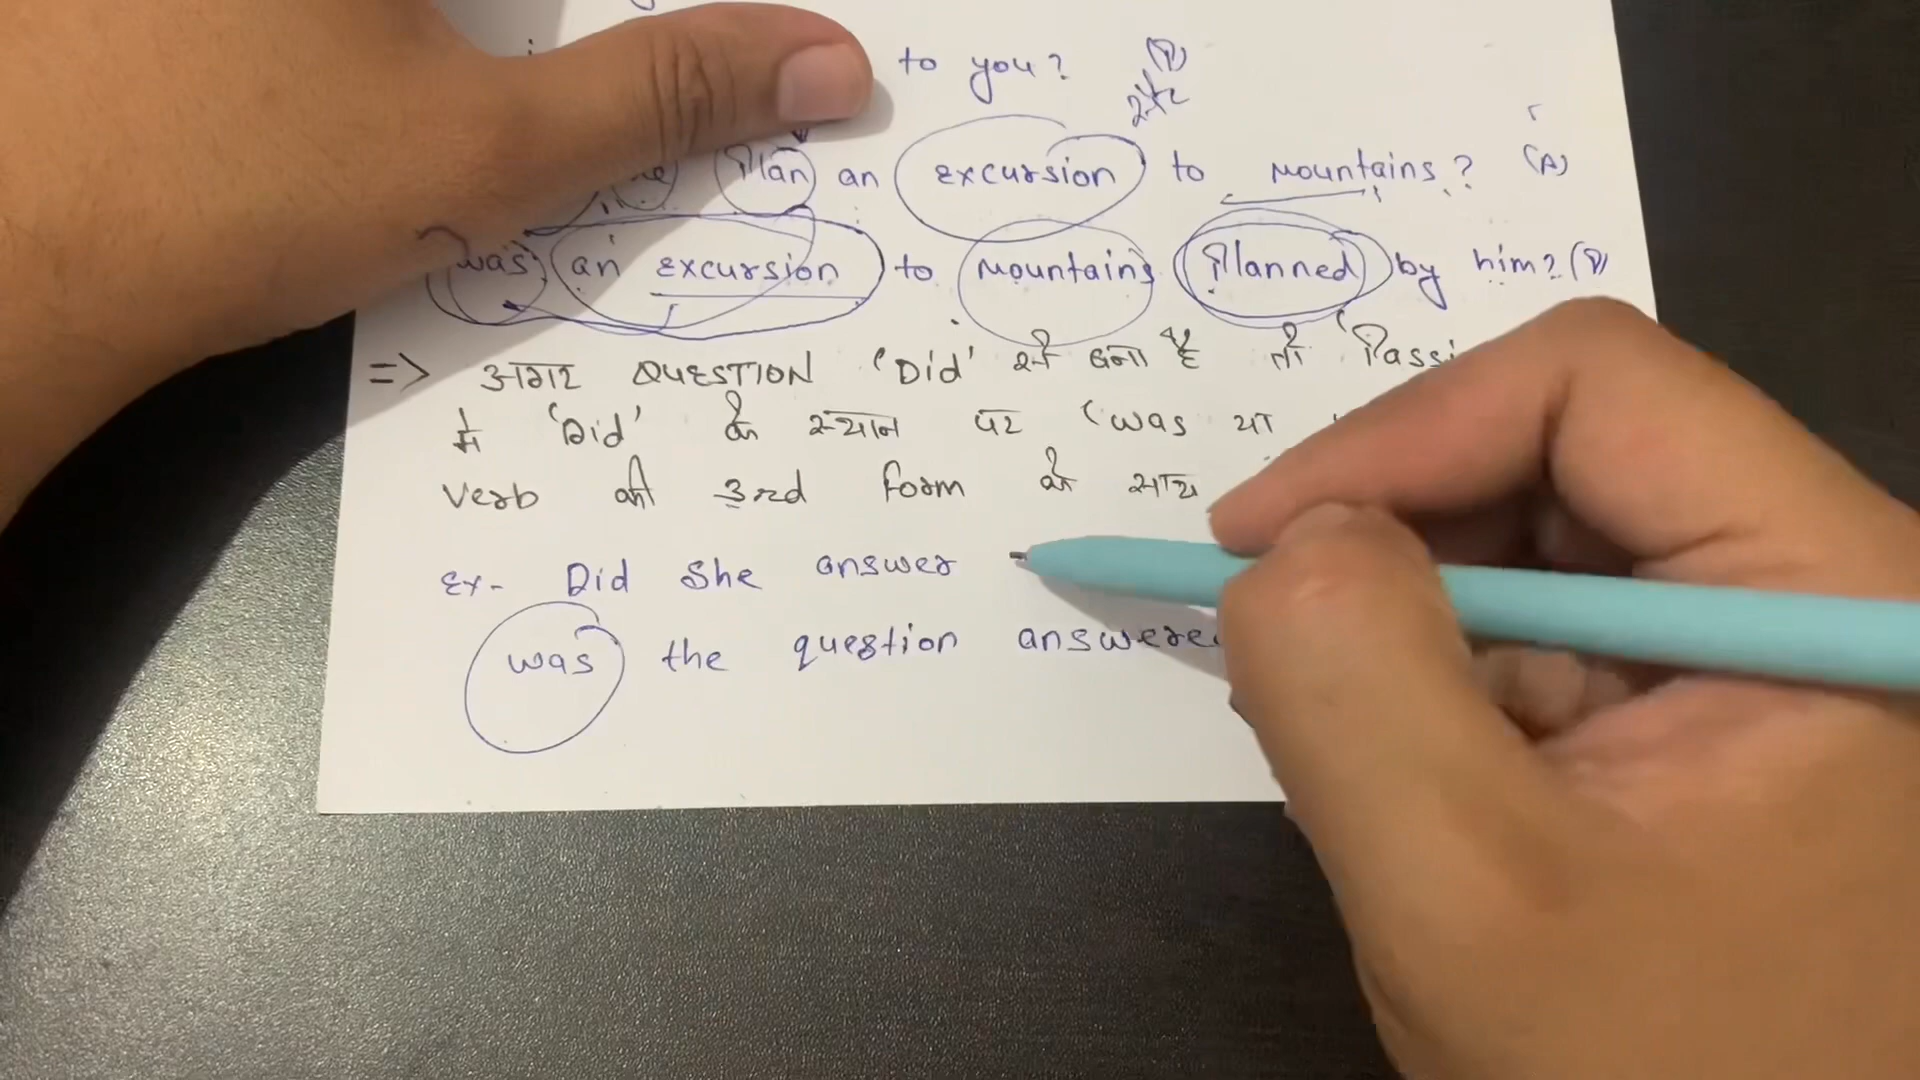 to you? (P)
Plan an excursion to Mountains? (A)
was an excursion to Mountains Planned by him? (P)
=> अगर QUESTION 'Did' से बना है तो 'Passi
में 'Did' के स्थान पर (was या
verb की 3rd form के साथ
Ex- Did she answer
was the question answere